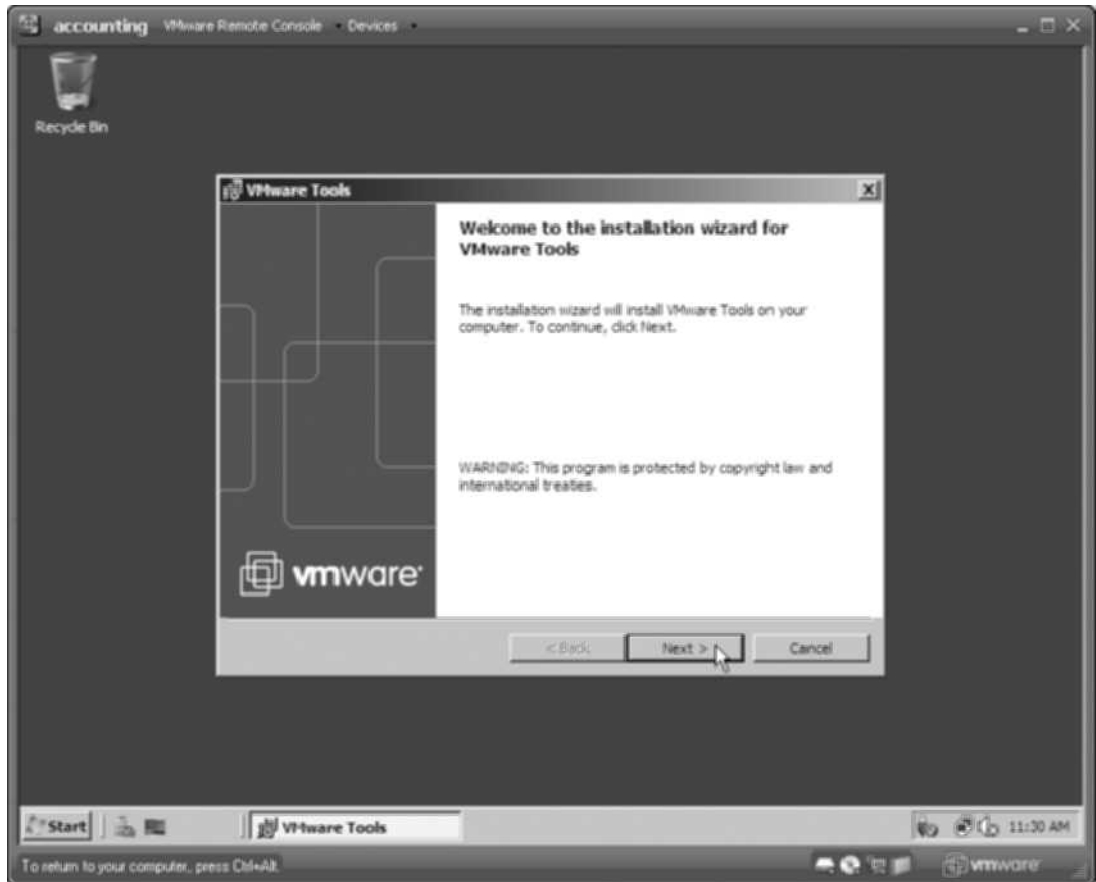 accounting VMware Remote Console Devices
Recycle Bin
VMware Tools
Welcome to the installation wizard for
VMware Tools
The installation wizard will install VMware Tools on your
computer. To continue, click Next.
WARNING: This program is protected by copyright law and
international treaties.
vmware
< Back Next > Cancel
Start VMware Tools 11:30 AM
To return to your computer, press Ctrl+Alt. vmware